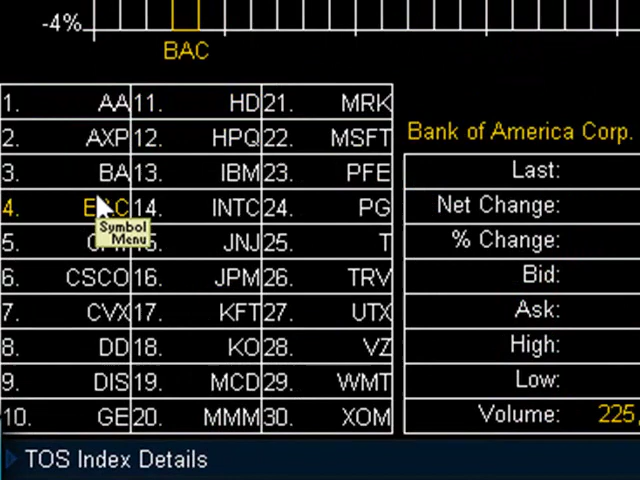 -4%
BAC
1. AA 11. HD 21. MRK
2. AXP 12. HPQ 22. MSFT
3. BA 13. IBM 23. PFE
4. 14. INTC 24. PG
5. JNJ 25. T
6. CSCO 16. JPM 26. TRV
7. CVX 17. KFT 27. UTX
8. DD 18. KO 28. VZ
9. DIS 19. MCD 29. WMT
10. GE 20. MMM 30. XOM
Symbol
Menu
Bank of America Corp.
Last:
Net Change:
% Change:
Bid:
Ask:
High:
Low:
Volume: 225,
TOS Index Details